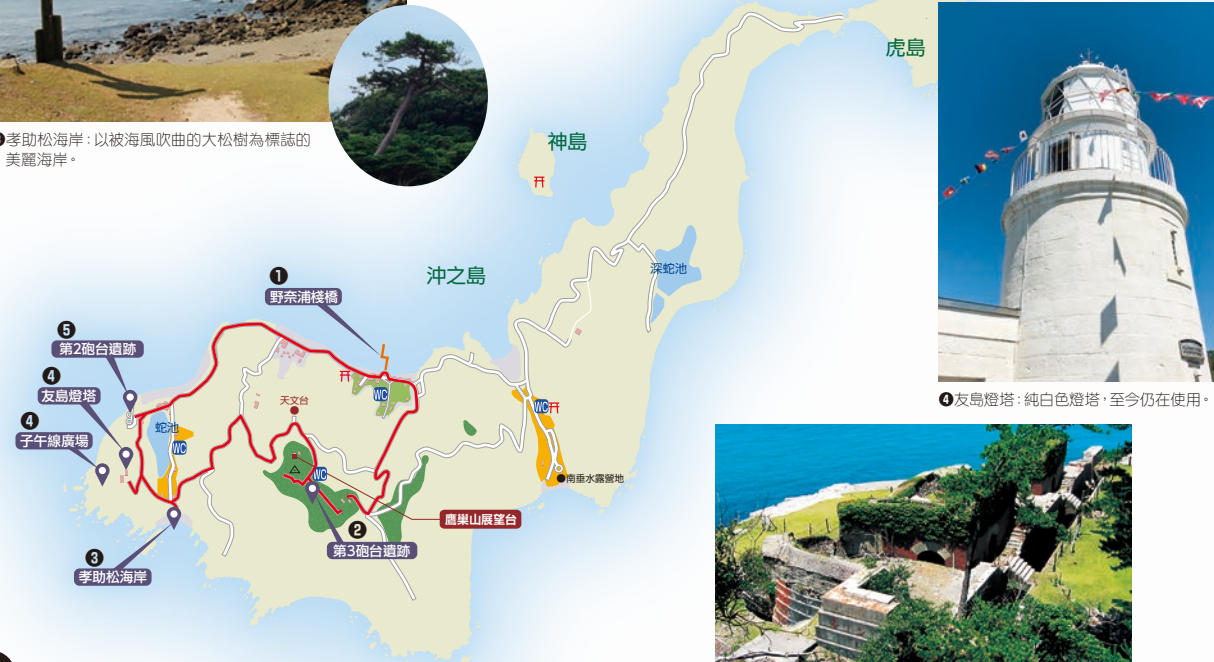 ❸孝助松海岸:以被海風吹曲的大松樹為標誌的
美麗海岸。
虎島
神島
沖之島
深蛇池
❶
野奈浦棧橋
❺
第2砲台遺跡
❹
友島燈塔
❹
子午線廣場
蛇池
WC
天文台
WC
WC
WC
南垂水露營地
鷹巢山展望台
❷
第3砲台遺跡
❸
孝助松海岸
❹友島燈塔:純白色燈塔,至今仍在使用。